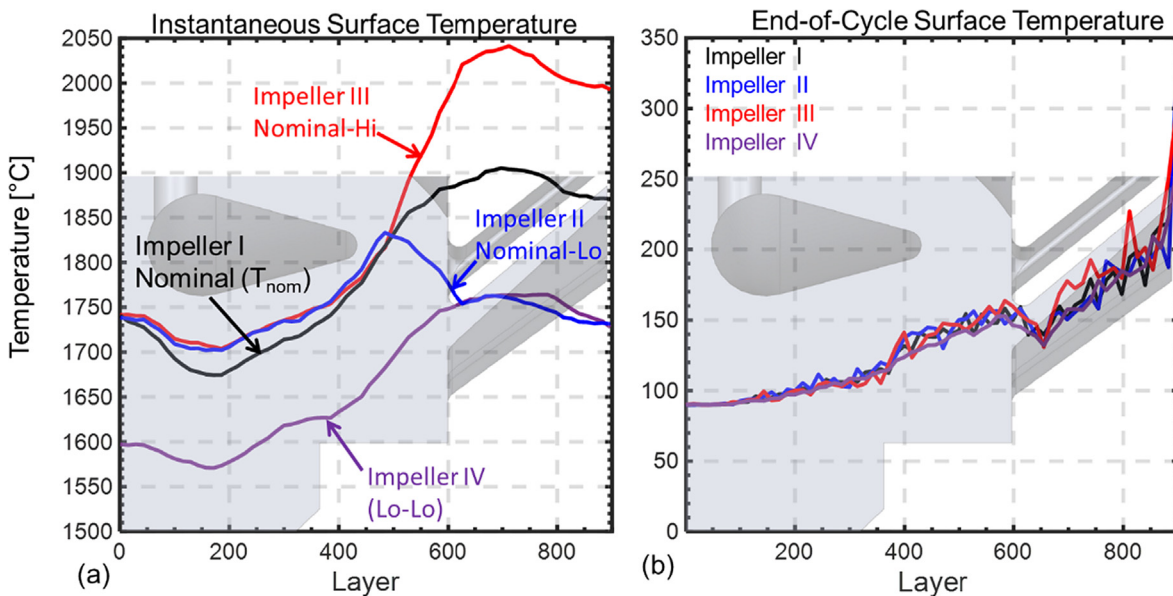 Instantaneous Surface Temperature
2050
2000
1950
1900
1850
1800
1750
1700
1650
1600
1550
1500
Temperature [°C]
0
200
400
600
800
Layer
(a)
Impeller III
Nominal-Hi
Impeller II
Nominal-Lo
Impeller I
Nominal (Tnom)
Impeller IV
(Lo-Lo)
End-of-Cycle Surface Temperature
350
300
250
200
150
100
50
0
200
400
600
800
Layer
(b)
Impeller I
Impeller II
Impeller III
Impeller IV